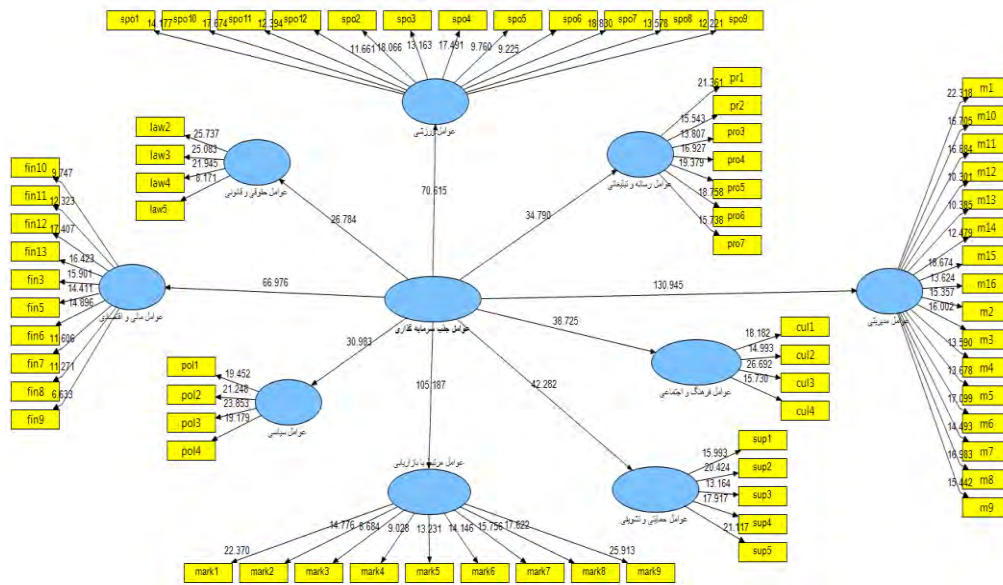 spo1 spo10 spo11 spo12 spo2 spo3 spo4 spo5 spo6 spo7 spo8 spo9
14.177 17.674 12.394 11.661 18.066 13.163 17.491 9.760 9.225 18.830 13.578 12.221
عوامل ورزشی
law2 25.737
law3 25.083
law4 21.945
law5 8.171
عوامل حقوقی و قانونی
pr1 21.361
pr2 15.543
pro3 13.807
pro4 16.927
pro5 19.379
pro6 18.758
pro7 15.738
عوامل رسانه و تبلیغاتی
fin10 9.747
fin11 12.323
fin12 17.407
fin13 16.423
fin3 15.901
fin5 14.411
fin6 14.896
fin7 11.606
fin8 11.271
fin9 6.633
عوامل مالی و اقتصادی
70.615
26.784
34.790
66.976
130.945
عوامل جذب سرمایه گذاری
38.725
30.983
105.187
42.282
m1 22.318
m10 15.705
m11 16.884
m12 10.301
m13 10.385
m14 12.479
m15 18.674
m16 13.624
m2 15.357
m3 16.002
m4 13.590
m5 13.678
m6 17.099
m7 14.493
m8 16.983
m9 15.442
عوامل مدیریتی
cul1 18.182
cul2 14.993
cul3 26.692
cul4 15.730
عوامل فرهنگ و اجتماعی
pol1 19.452
pol2 21.248
pol3 23.853
pol4 19.179
عوامل سیاسی
sup1 15.993
sup2 20.424
sup3 13.164
sup4 17.917
sup5 21.117
عوامل حمایتی و تشویقی
عوامل مرتبط با بازاریابی
22.370 14.776 8.684 9.028 13.231 14.146 15.756 17.622 25.913
mark1 mark2 mark3 mark4 mark5 mark6 mark7 mark8 mark9